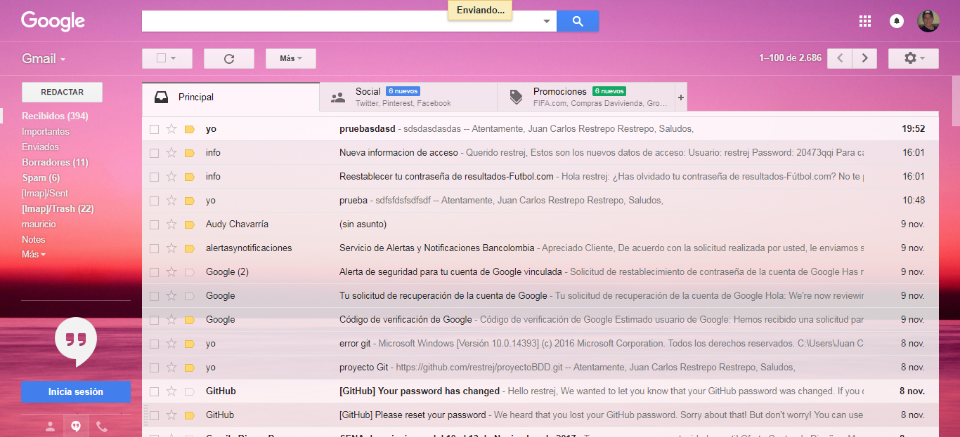 Enviando...
Google
Gmail
Más
1–100 de 2.686
REDACTAR
Recibidos (394)
Importantes
Enviados
Borradores (11)
Spam (6)
[Imap]/Sent
[Imap]/Trash (22)
mauricio
Notes
Más
Inicia sesión
Principal
Social 6 nuevos
Twitter, Pinterest, Facebook
Promociones 6 nuevos
FIFA.com, Compras Davivienda, Gro...
+
yo pruebasdasd - sdsdasdasdas -- Atentamente, Juan Carlos Restrepo Restrepo, Saludos, 19:52
info Nueva informacion de acceso - Querido restrej, Estos son los nuevos datos de acceso: Usuario: restrej Password: 20473qqi Para ca 16:01
info Reestablecer tu contraseña de resultados-Futbol.com - Hola restrej: ¿Has olvidado tu contraseña de resultados-Fútbol.com? No te p 16:01
yo prueba - sdfsfdsfsdfsdf -- Atentamente, Juan Carlos Restrepo Restrepo, Saludos, 10:48
Audy Chavarría (sin asunto) 9 nov.
alertasynotificaciones Servicio de Alertas y Notificaciones Bancolombia - Apreciado Cliente, De acuerdo con la solicitud realizada por usted, le enviamos s 9 nov.
Google (2) Alerta de seguridad para tu cuenta de Google vinculada - Solicitud de restablecimiento de contraseña de la cuenta de Google Has r 9 nov.
Google Tu solicitud de recuperación de la cuenta de Google - Tu solicitud de recuperación de la cuenta de Google Hola: We're now reviewin 9 nov.
Google Código de verificación de Google - Código de verificación de Google Estimado usuario de Google: Hemos recibido una solicitud par 9 nov.
yo error git - Microsoft Windows [Versión 10.0.14393] (c) 2016 Microsoft Corporation. Todos los derechos reservados. C:\Users\Juan C 8 nov.
yo proyecto Git - https://github.com/restrej/proyectoBDD.git -- Atentamente, Juan Carlos Restrepo Restrepo, Saludos, 8 nov.
GitHub [GitHub] Your password has changed - Hello restrej, We wanted to let you know that your GitHub password was changed. If you d 8 nov.
GitHub [GitHub] Please reset your password - We heard that you lost your GitHub password. Sorry about that! But don't worry! You can use 8 nov.